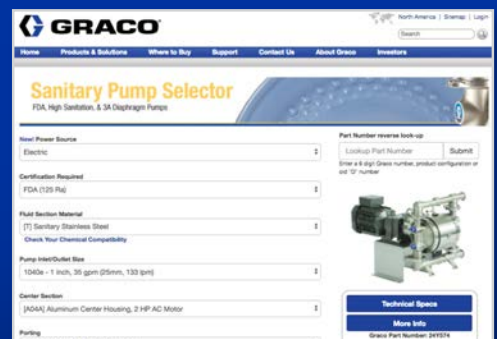 GRACO
North America | Sitemap | Login
Search
Home Products & Solutions Where to Buy Support Contact Us About Graco Investors
Sanitary Pump Selector
FDA, High Sanitation, & 3A Diaphragm Pumps
New! Power Source
Electric
Certification Required
FDA (125 Ra)
Fluid Section Material
[T] Sanitary Stainless Steel
Check Your Chemical Compatibility
Pump Inlet/Outlet Size
1040e - 1 inch, 35 gpm (25mm, 133 lpm)
Center Section
[A04A] Aluminum Center Housing, 2 HP AC Motor
Porting
Part Number reverse look-up
Lookup Part Number Submit
Enter a 6 digit Graco number, product configuration or
old "D" number
Technical Specs
More Info
Graco Part Number: 24Y574